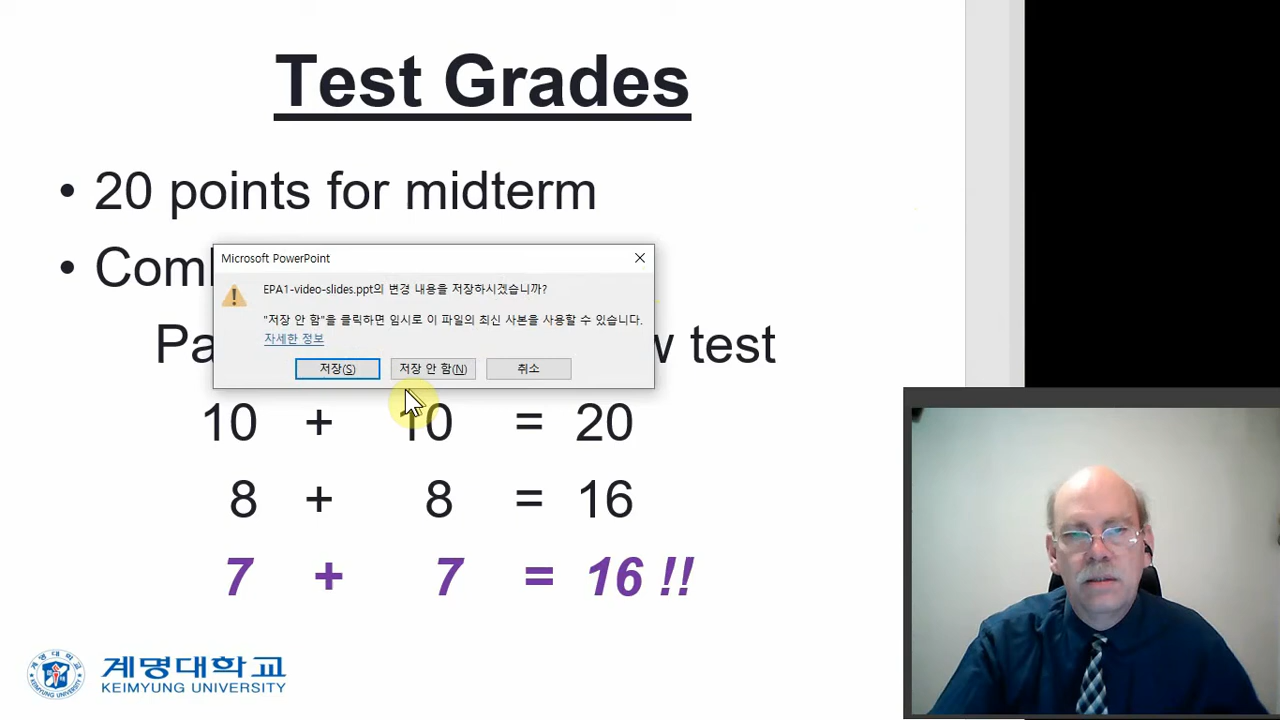 Test Grades
• 20 points for midterm
• Com
Microsoft PowerPoint
EPA1-video-slides.ppt의 변경 내용을 저장하시겠습니까?
"저장 안 함"을 클릭하면 임시로 이 파일의 최신 사본을 사용할 수 있습니다.
자세한 정보
저장(S) 저장 안 함(N) 취소
Pa w test
10 + 10 = 20
8 + 8 = 16
7 + 7 = 16 !!
계명대학교
KEIMYUNG UNIVERSITY